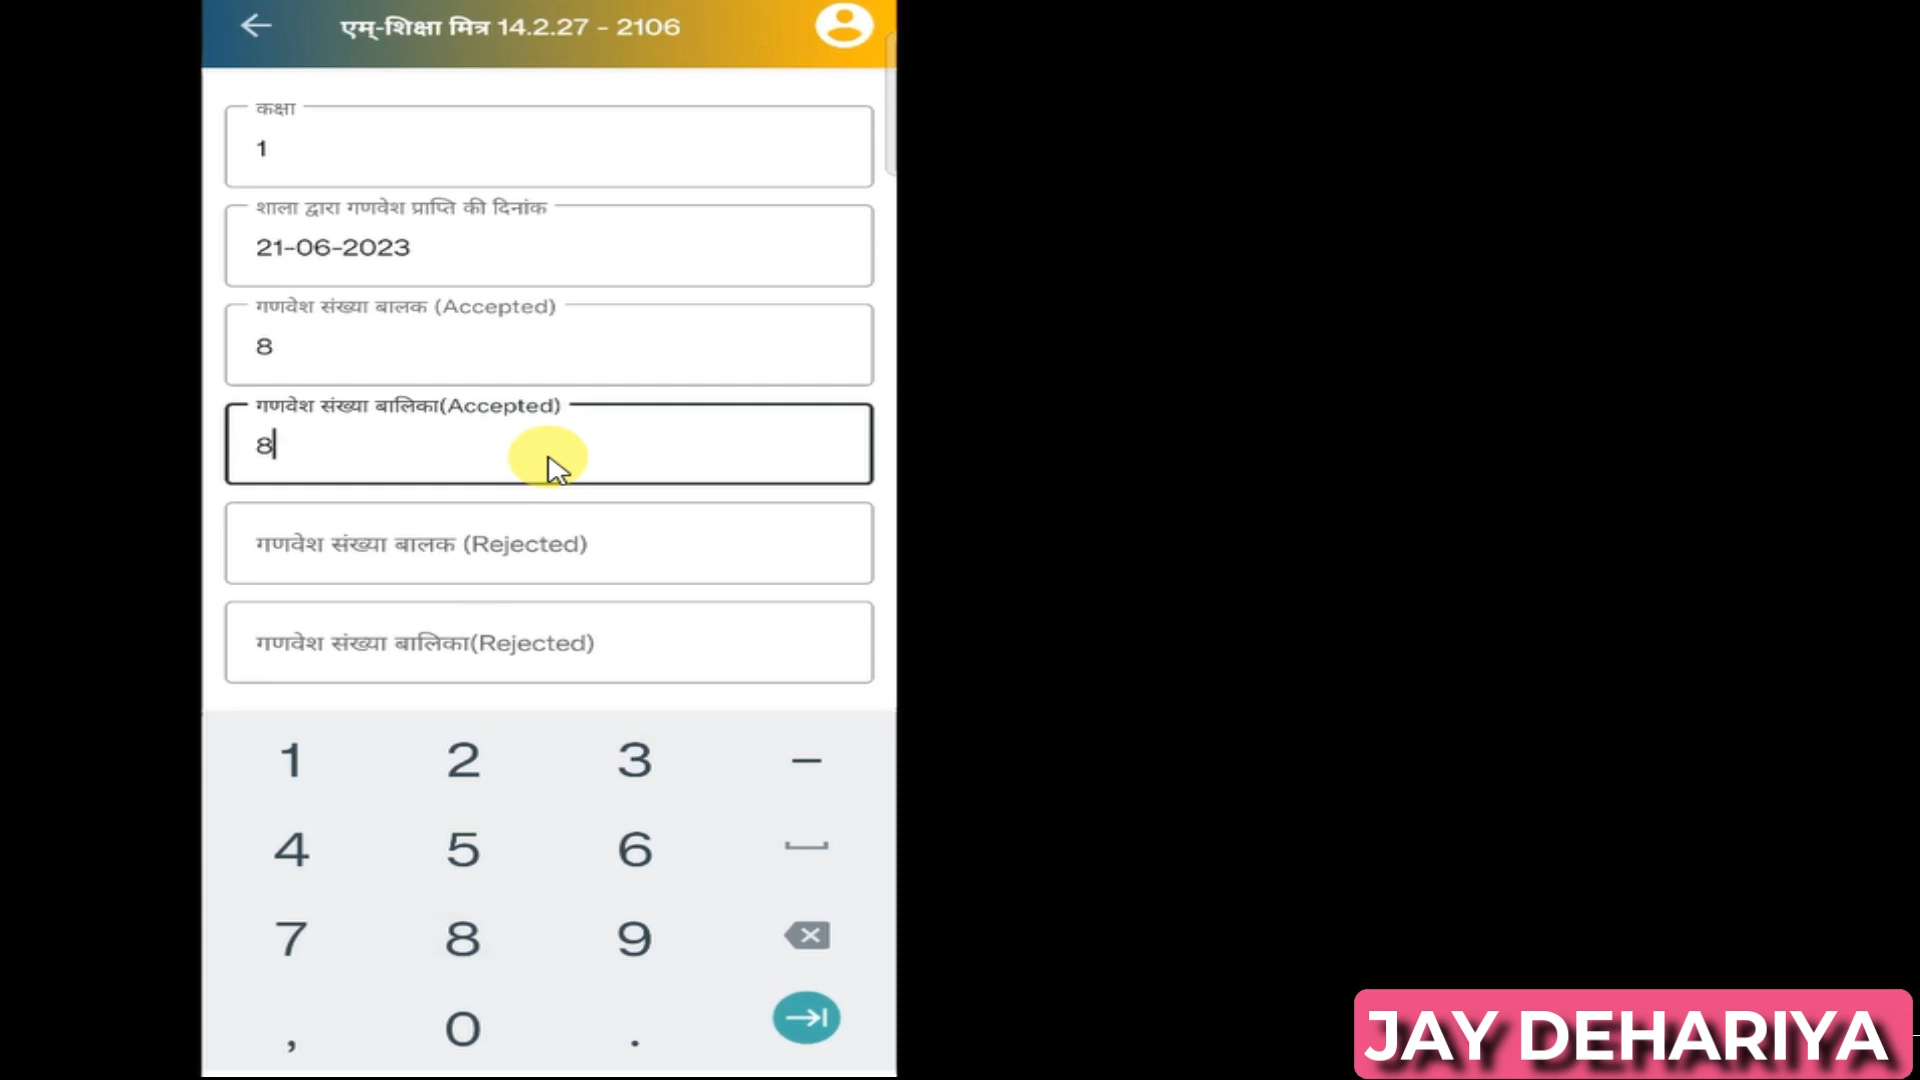 एम्-शिक्षा मित्र 14.2.27 - 2106
कक्षा
1
शाला द्वारा गणवेश प्राप्ति की दिनांक
21-06-2023
गणवेश संख्या बालक (Accepted)
8
गणवेश संख्या बालिका(Accepted)
8
गणवेश संख्या बालक (Rejected)
गणवेश संख्या बालिका(Rejected)
1 2 3 –
4 5 6
7 8 9
, 0 .
JAY DEHARIYA